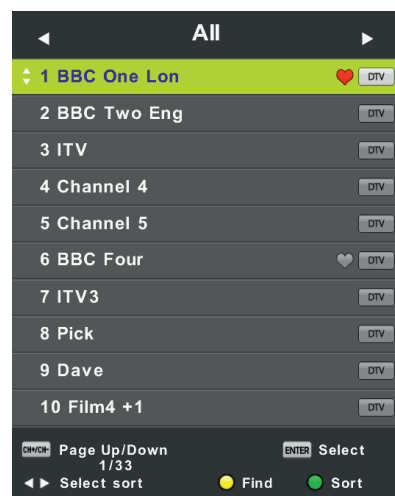 All
1 BBC One Lon DTV
2 BBC Two Eng DTV
3 ITV DTV
4 Channel 4 DTV
5 Channel 5 DTV
6 BBC Four DTV
7 ITV3 DTV
8 Pick DTV
9 Dave DTV
10 Film4 +1 DTV
CH+/CH- Page Up/Down ENTER Select
1/33
Select sort Find Sort